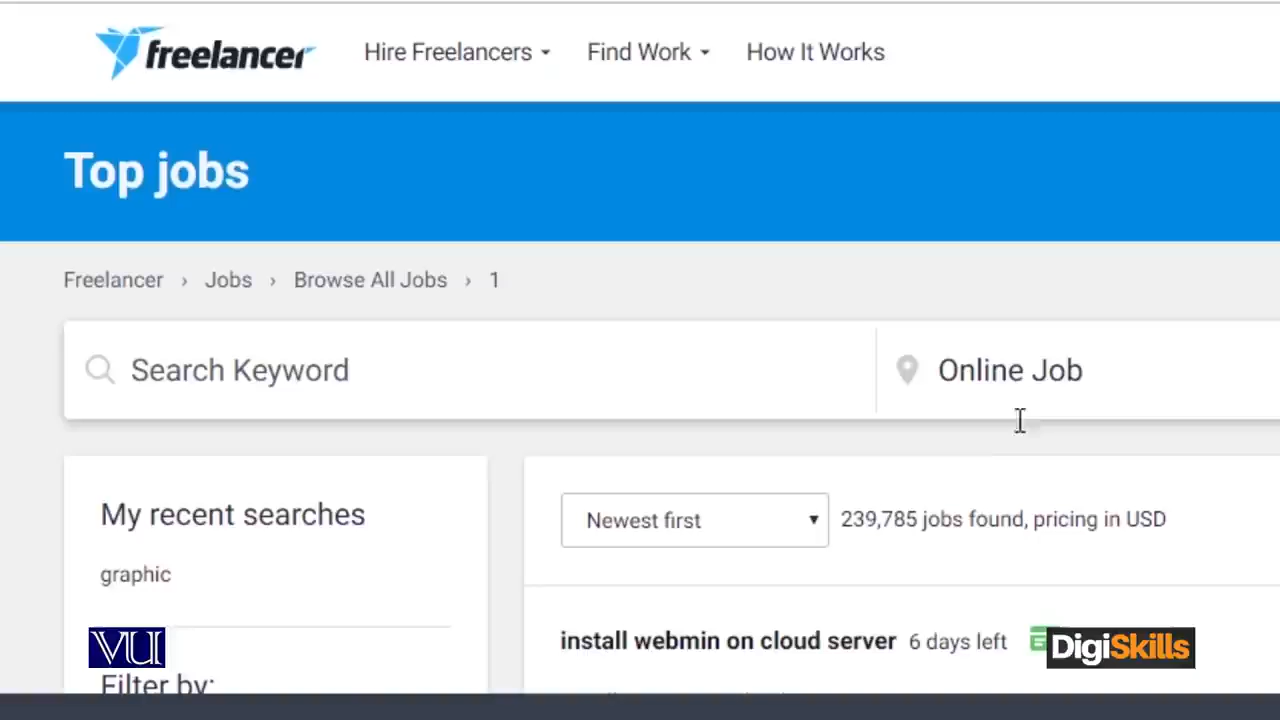 freelancer Hire Freelancers Find Work How It Works
Top jobs
Freelancer › Jobs › Browse All Jobs › 1
Search Keyword Online Job
My recent searches
graphic
Newest first 239,785 jobs found, pricing in USD
install webmin on cloud server 6 days left
VU
DigiSkills
Filter by: